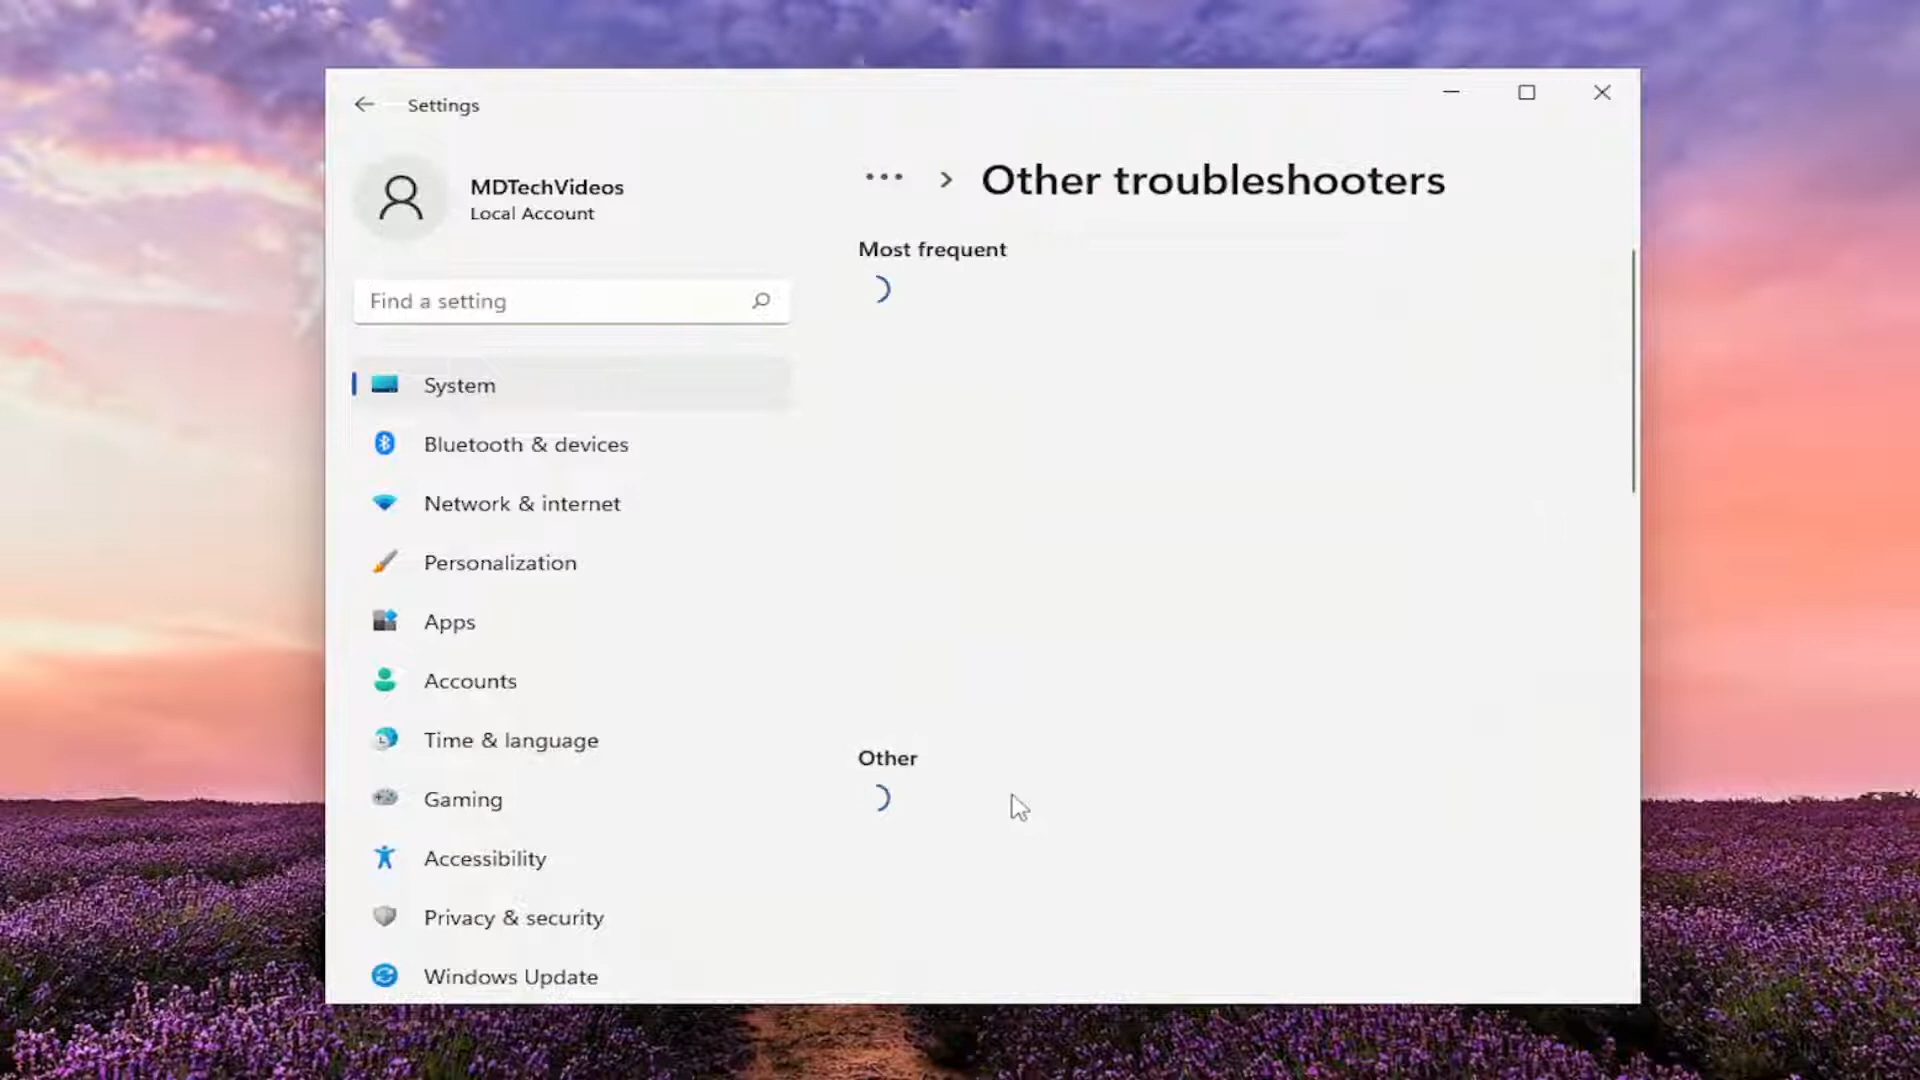 Settings
MDTechVideos
Local Account
Find a setting
System
Bluetooth & devices
Network & internet
Personalization
Apps
Accounts
Time & language
Gaming
Accessibility
Privacy & security
Windows Update
... > Other troubleshooters
Most frequent
Other